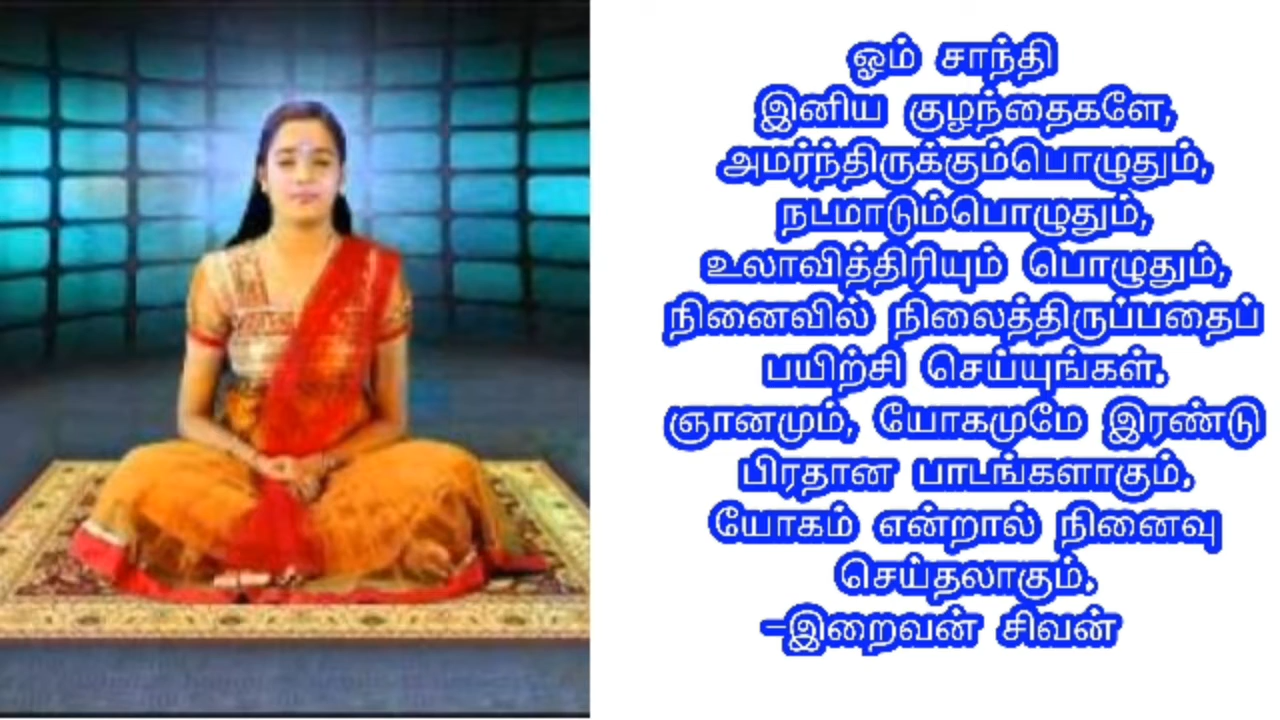 ஓம் சாந்தி
இனிய குழந்தைகளே,
அமர்ந்திருக்கும்பொழுதும்,
நடமாடும்பொழுதும்,
உலாவித்திரியும் பொழுதும்,
நினைவில் நிலைத்திருப்பதைப்
பயிற்சி செய்யுங்கள்.
ஞானமும், யோகமுமே இரண்டு
பிரதான பாடங்களாகும்,
யோகம் என்றால் நினைவு
செய்தலாகும்.
-இறைவன் சிவன்